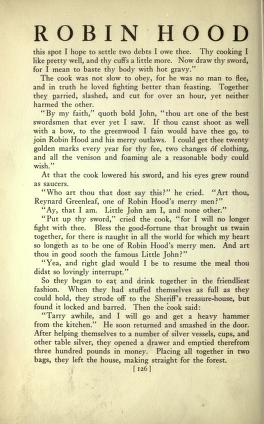 ROBIN HOOD
this spot I hope to settle two debts I owe thee. Thy cooking I
like pretty well, and thy cuffs a little more. Now draw thy sword,
for I mean to baste thy body with hot gravy."
The cook was not slow to obey, for he was no man to flee,
and in truth he loved fighting better than feasting. Together
they parried, slashed, and cut for over an hour, yet neither
harmed the other.
"By my faith," quoth bold John, "thou art one of the best
swordsmen that ever yet I saw. If thou canst shoot as well
with a bow, to the greenwood I fain would have thee go, to
join Robin Hood and his merry outlaws. I could get thee twenty
golden marks every year for thy fee, two changes of clothing,
and all the venison and foaming ale a reasonable body could
wish."
At that the cook lowered his sword, and his eyes grew round
as saucers.
"Who art thou that dost say this?" he cried. "Art thou,
Reynard Greenleaf, one of Robin Hood's merry men?"
"Ay, that I am. Little John am I, and none other."
"Put up thy sword," cried the cook, "for I will no longer
fight with thee. Bless the good-fortune that brought us twain
together, for there is naught in all the world for which my heart
so longeth as to be one of Robin Hood's merry men. And art
thou in good sooth the famous Little John?"
"Yea, and right glad would I be to resume the meal thou
didst so lovingly interrupt."
So they began to eat and drink together in the friendliest
fashion. When they had stuffed themselves as full as they
could hold, they strode off to the Sheriff's treasure-house, but
found it locked and barred. Then the cook said:
"Tarry awhile, and I will go and get a heavy hammer
from the kitchen." He soon returned and smashed in the door.
After helping themselves to a number of silver vessels, cups, and
other table silver, they opened a drawer and emptied therefrom
three hundred pounds in money. Placing all together in two
bags, they left the house, making straight for the forest.
[126]